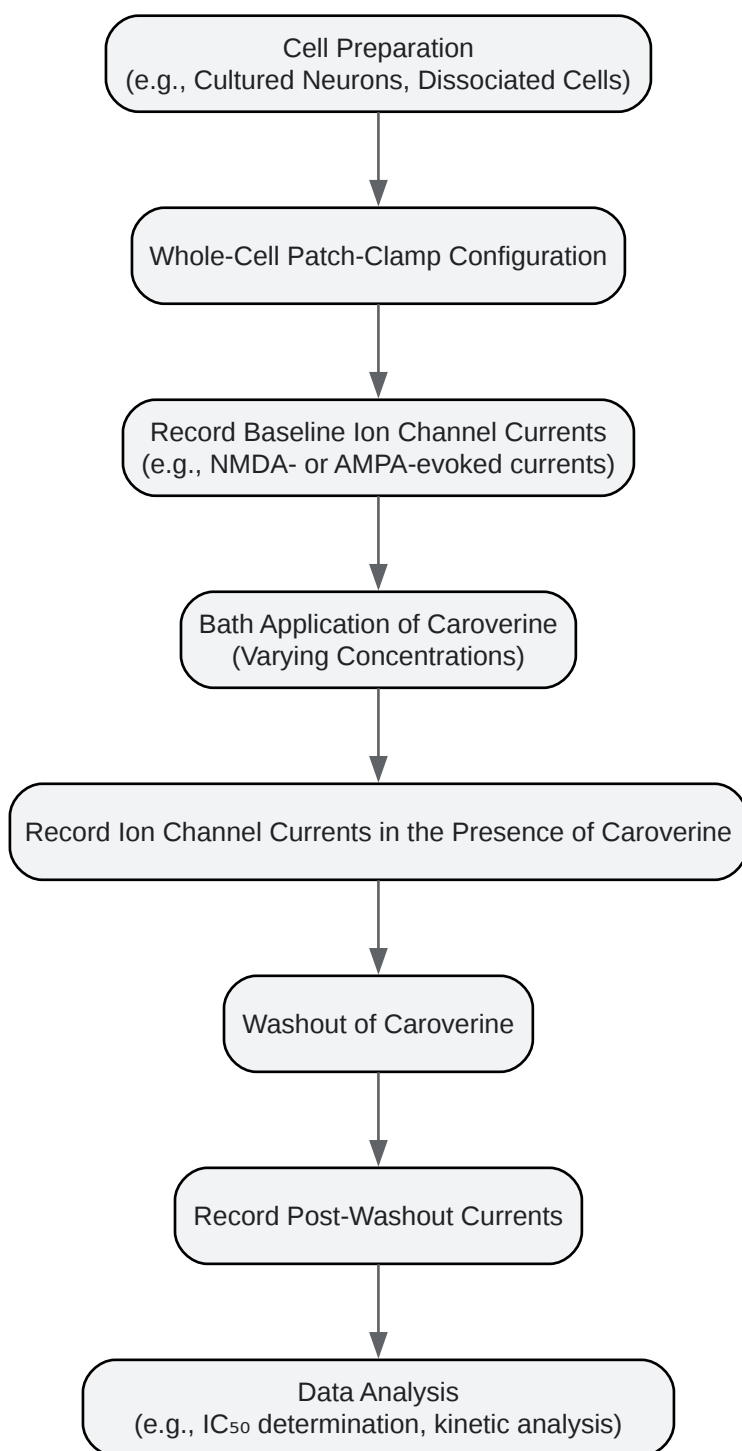 Cell Preparation
(e.g., Cultured Neurons, Dissociated Cells)
Whole-Cell Patch-Clamp Configuration
Record Baseline Ion Channel Currents
(e.g., NMDA- or AMPA-evoked currents)
Bath Application of Caroverine
(Varying Concentrations)
Record Ion Channel Currents in the Presence of Caroverine
Washout of Caroverine
Record Post-Washout Currents
Data Analysis
(e.g., IC₅₀ determination, kinetic analysis)